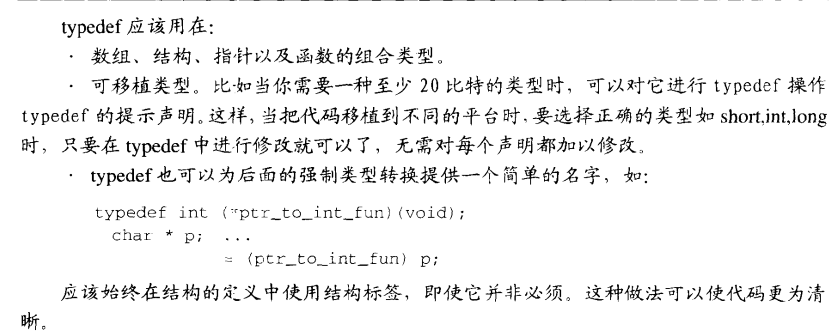 typedef 应该用在：
· 数组、结构、指针以及函数的组合类型。
· 可移植类型。比如当你需要一种至少 20 比特的类型时，可以对它进行 typedef 操作
typedef 的提示声明。这样，当把代码移植到不同的平台时，要选择正确的类型如 short,int,long
时，只要在 typedef 中进行修改就可以了，无需对每个声明都加以修改。
· typedef 也可以为后面的强制类型转换提供一个简单的名字，如：
typedef int (*ptr_to_int_fun)(void);
char * p; ...
= (ptr_to_int_fun) p;
应该始终在结构的定义中使用结构标签，即使它并非必须。这种做法可以使代码更为清
晰。